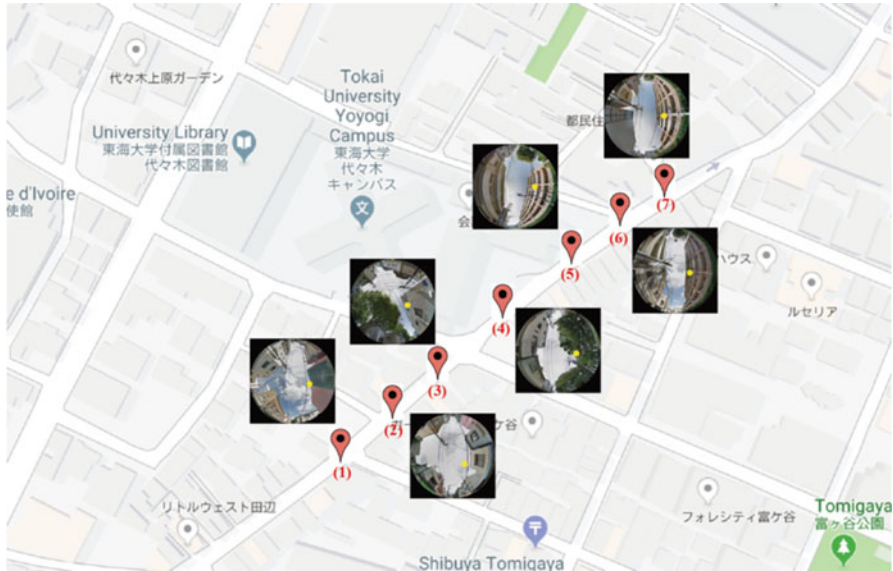 代々木上原ガーデン
Tokai
University
Yoyogi
Campus
東海大学
代々木
キャンパス
University Library
東海大学付属図書館
代々木図書館
都民住
e d'Ivoire
使館
会
(7)
(6)
(5)
ハウス
ルセリア
(4)
(3)
(2)
ケ谷
(1)
リトルウェスト田辺
フォレシティ富ケ谷
Tomigaya
富ヶ谷公園
Shibuya Tomigaya